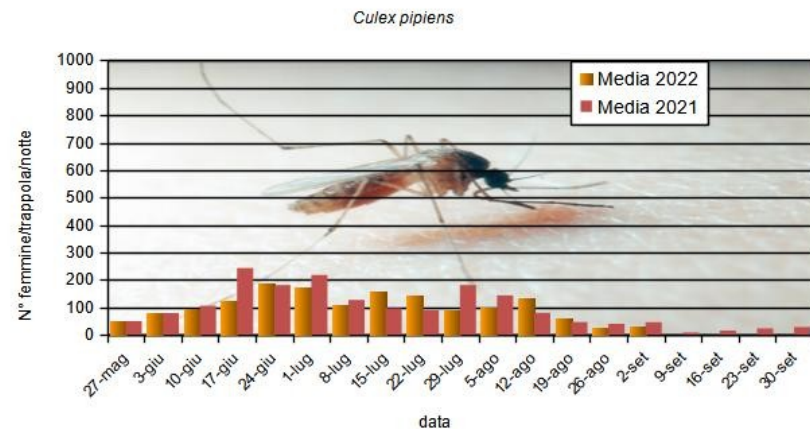 Culex pipiens
1000
900
800
700
600
500
400
300
200
100
0
N° femmine/trappola/notte
Media 2022
Media 2021
27-mag
3-giu
10-giu
17-giu
24-giu
1-lug
8-lug
15-lug
22-lug
29-lug
5-ago
12-ago
19-ago
26-ago
2-set
9-set
16-set
23-set
30-set
data